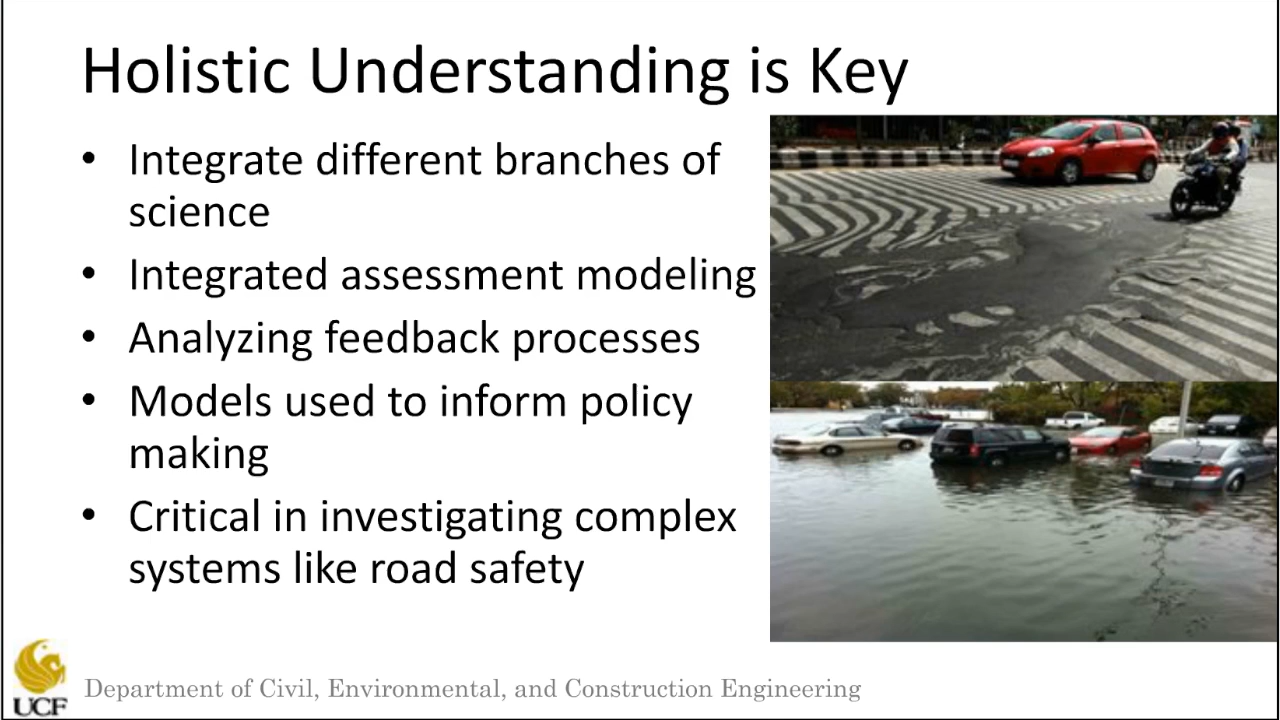 Holistic Understanding is Key
• Integrate different branches of
science
• Integrated assessment modeling
• Analyzing feedback processes
• Models used to inform policy
making
• Critical in investigating complex
systems like road safety
UCF
Department of Civil, Environmental, and Construction Engineering